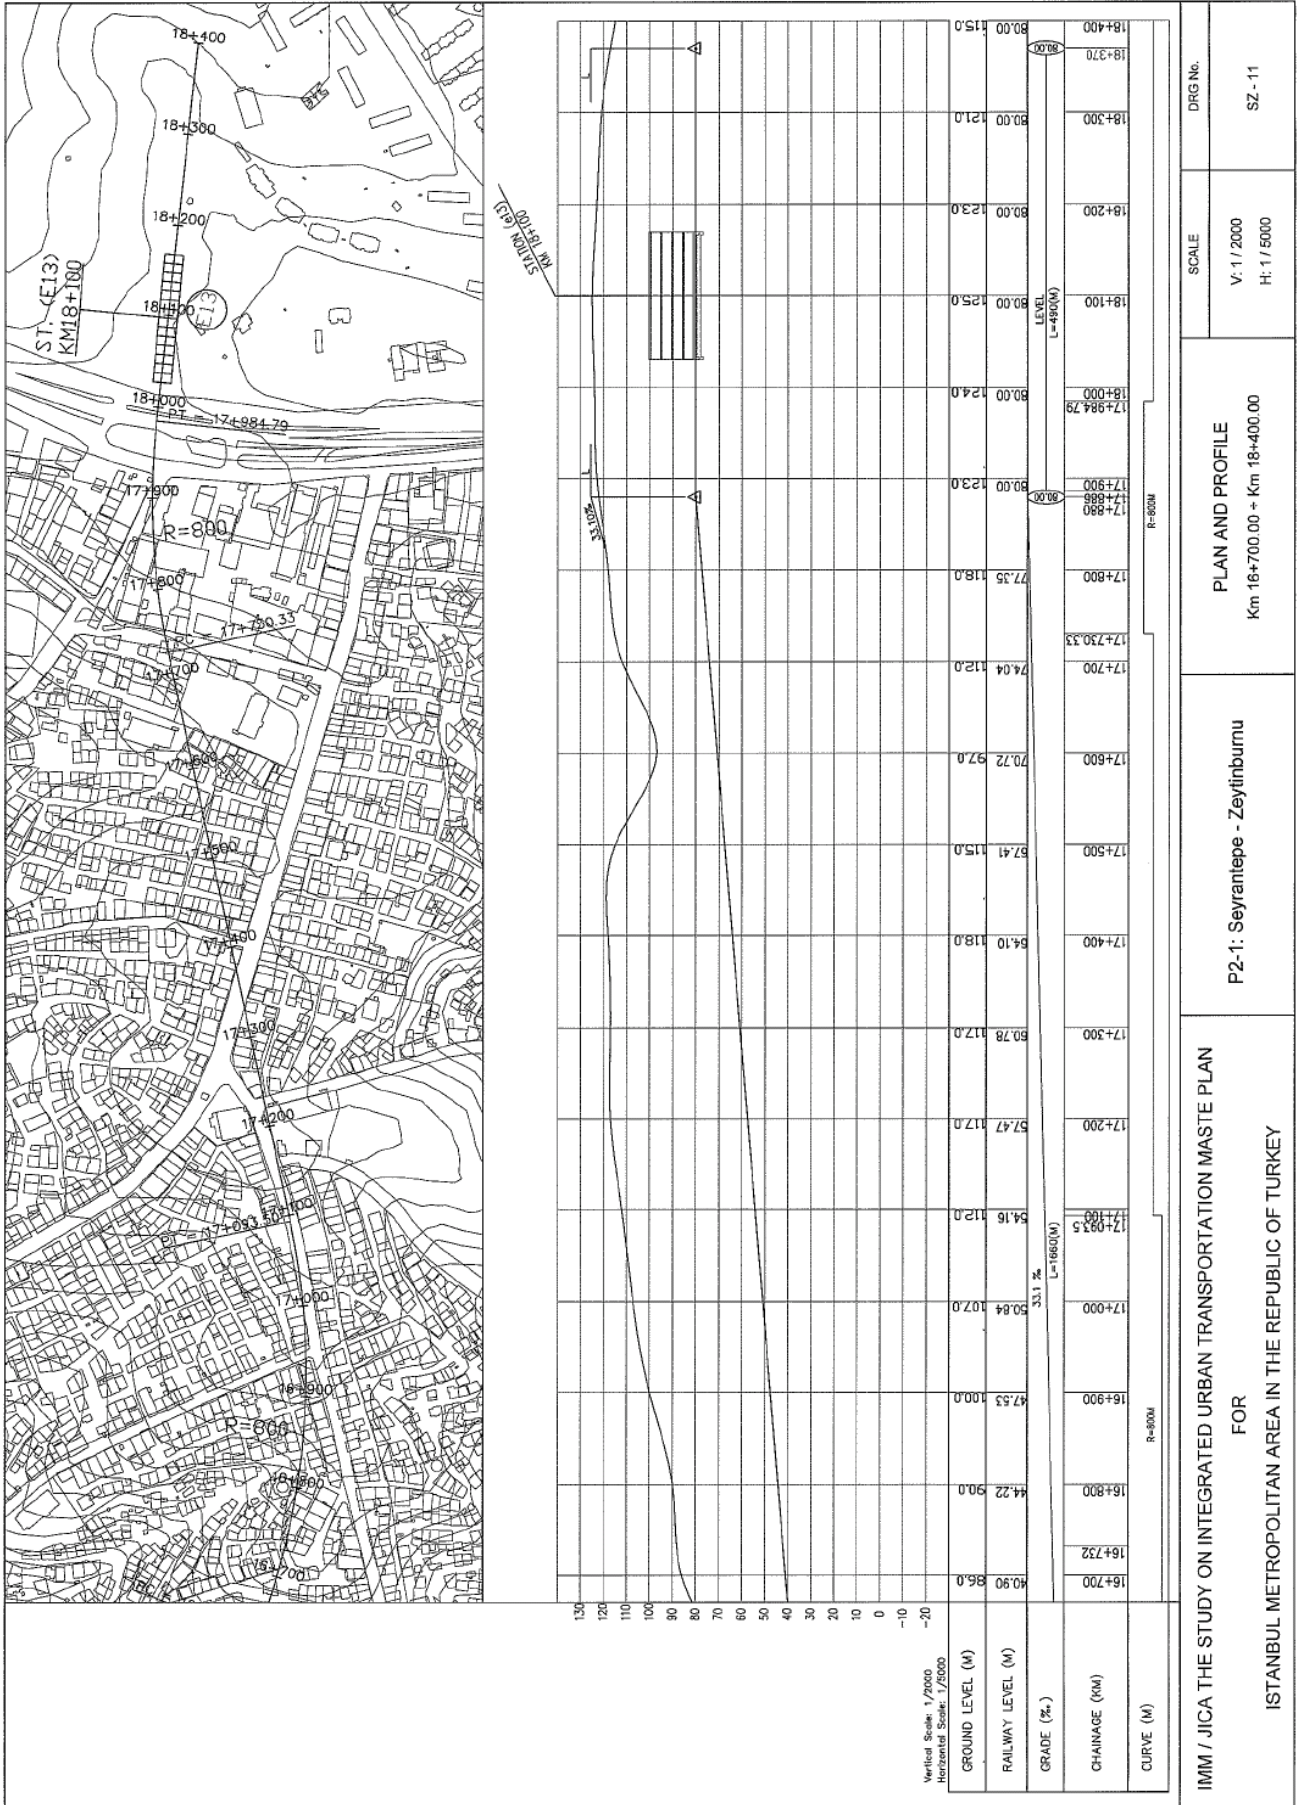 18+400
18+300
18+200
ST. (E13)
KM18+100
18+100
E13
18+000
PT = 17+984.79
17+900
R=800
17+800
PC = 17+730.33
17+700
17+600
17+500
17+400
17+300
17+200
17+100
PT = 17+093.50
17+000
16+900
R=800
16+800
16+700
STATION (e13)
KM 18+100
L
L
33.10‰
130
120
110
100
90
80
70
60
50
40
30
20
10
0
-10
-20
Vertical Scale: 1/2000
Horizontal Scale: 1/5000
GROUND LEVEL (M)
86.0
90.0
100.0
107.0
112.0
117.0
117.0
118.0
115.0
97.0
112.0
118.0
123.0
124.0
125.0
123.0
121.0
115.0
RAILWAY LEVEL (M)
40.90
44.22
47.53
50.84
54.16
57.47
60.78
64.10
67.41
70.72
74.04
77.35
80.00
80.00
80.00
80.00
80.00
80.00
GRADE (‰)
33.1 ‰
L=1660(M)
80.00
LEVEL
L=490(M)
80.00
CHAINAGE (KM)
16+700
16+732
16+800
16+900
17+000
17+093.5
17+100
17+200
17+300
17+400
17+500
17+600
17+700
17+730.33
17+800
17+880
17+886
17+900
17+984.79
18+000
18+100
18+200
18+300
18+370
18+400
CURVE (M)
R=800M
R=800M
IMM / JICA THE STUDY ON INTEGRATED URBAN TRANSPORTATION MASTE PLAN
FOR
ISTANBUL METROPOLITAN AREA IN THE REPUBLIC OF TURKEY
P2-1: Seyrantepe - Zeytinburnu
PLAN AND PROFILE
Km 16+700.00 ÷ Km 18+400.00
SCALE
V: 1 / 2000
H: 1 / 5000
DRG No.
SZ - 11